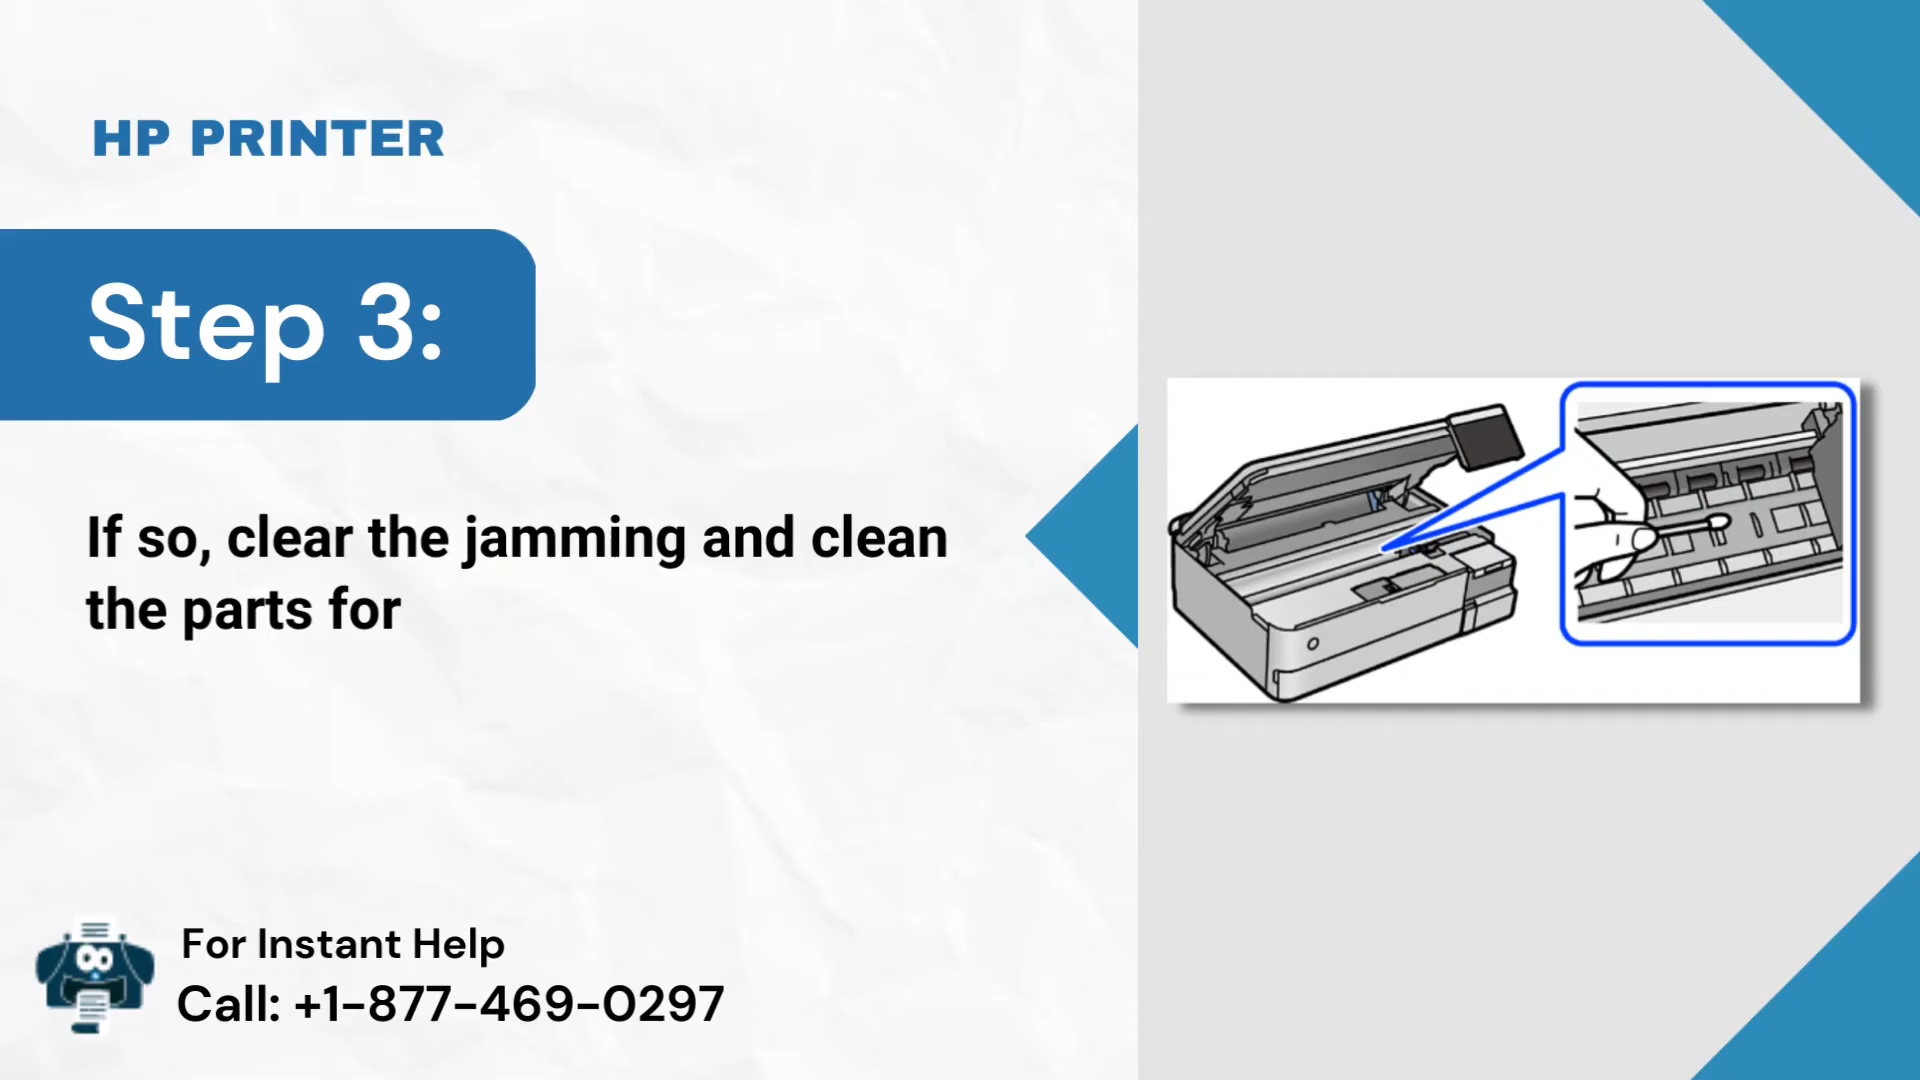 HP PRINTER
Step 3:
If so, clear the jamming and clean
the parts for
For Instant Help
Call: +1-877-469-0297